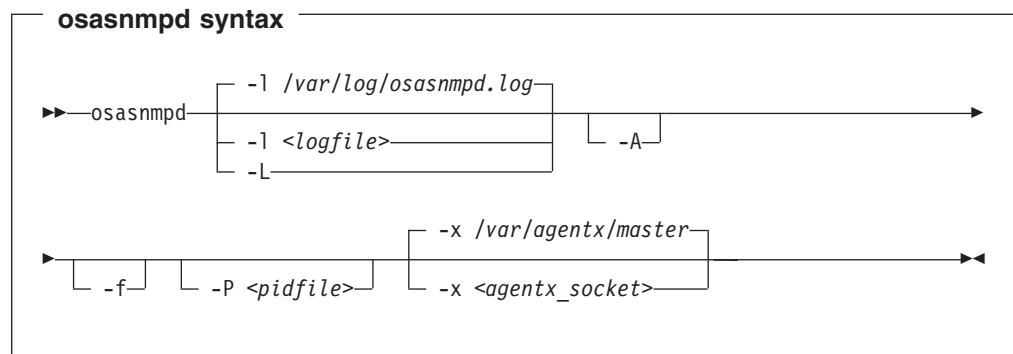 osasnmpd syntax
-l /var/log/osasnmpd.log
osasnmpd
-l <logfile>
-A
-L
-x /var/agentx/master
-f
-P <pidfile>
-x <agentx_socket>